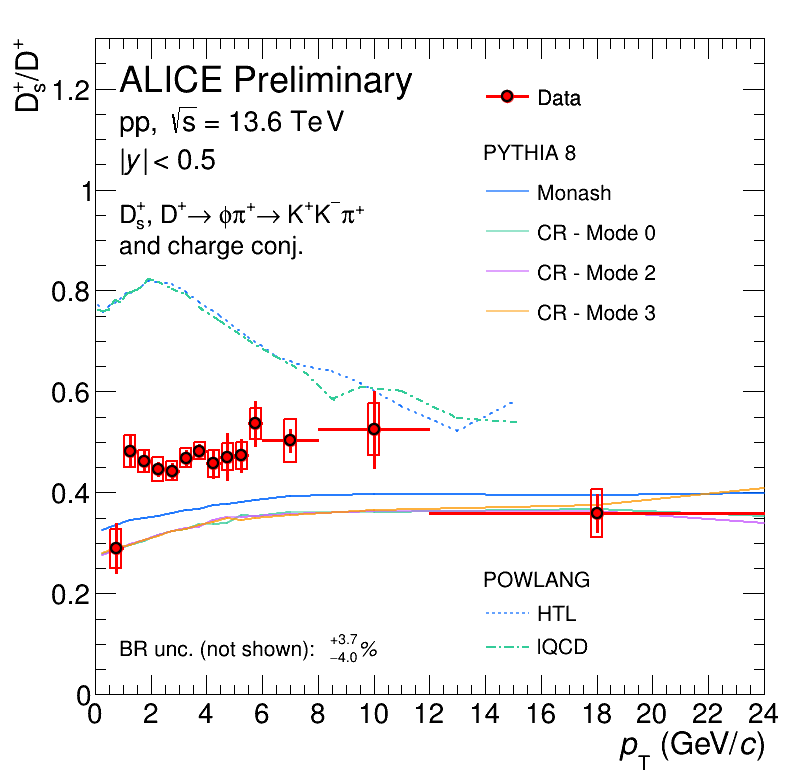 D_s^+/D^+
ALICE Preliminary
pp, √s = 13.6 TeV
|y| < 0.5
D_s^+, D^+ → ϕπ^+ → K^+K^−π^+
and charge conj.
Data
PYTHIA 8
Monash
CR - Mode 0
CR - Mode 2
CR - Mode 3
POWLANG
HTL
lQCD
BR unc. (not shown): +3.7 −4.0 %
1.2
1
0.8
0.6
0.4
0.2
0
0 2 4 6 8 10 12 14 16 18 20 22 24
p_T (GeV/c)